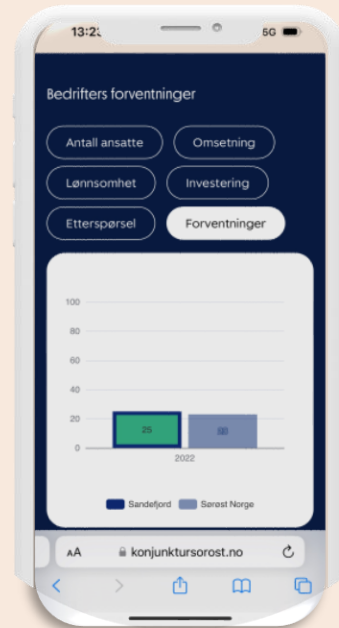 13:2
5G
Bedrifters forventninger
Antall ansatte
Omsetning
Lønnsomhet
Investering
Etterspørsel
Forventninger
100
80
60
40
20
0
25
2022
Sandefjord
Sørøst Norge
AA
konjunktursorost.no